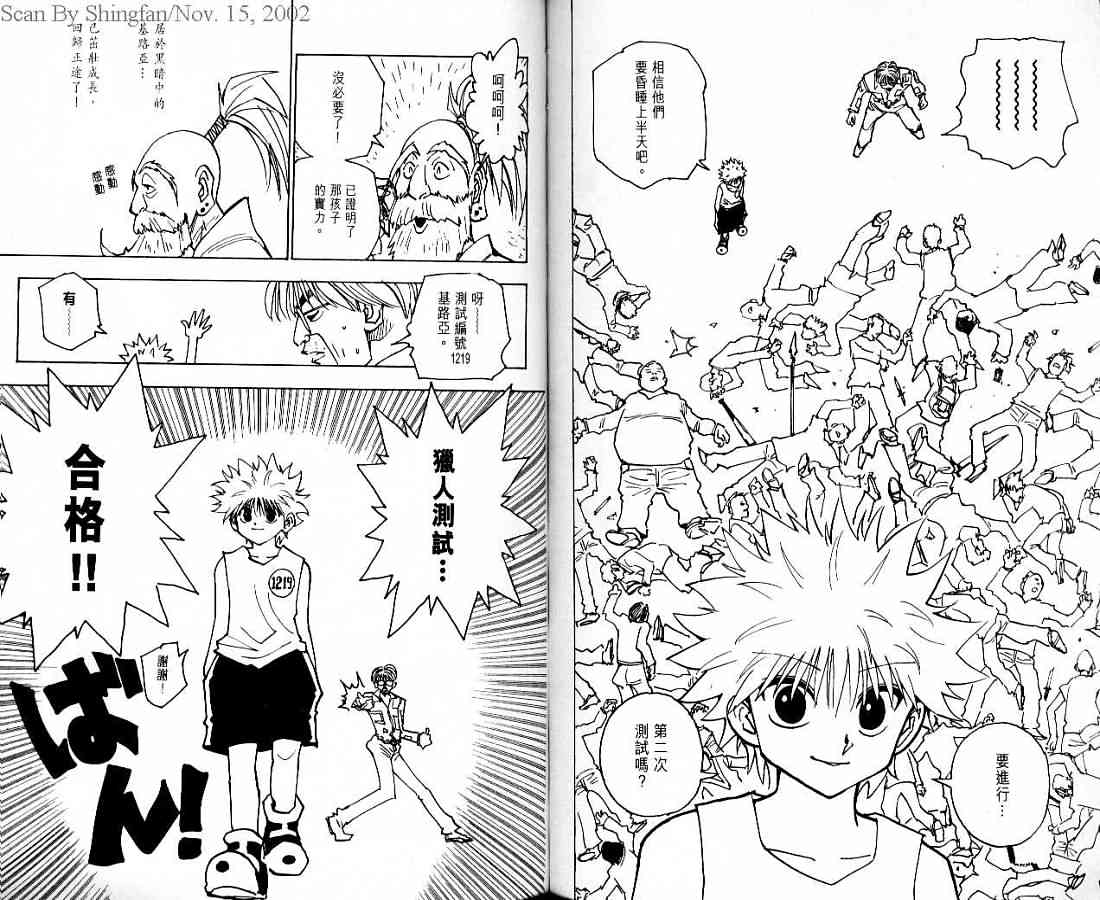 Scan By Shingfan/Nov. 15, 2002
相信他們
要昏睡上半天吧。
要進行…
第二次
測試嗎？
呵呵呵！
沒必要了！
已證明了
那孩子
的實力。
居於黑暗中的
基路亞…
已茁壯成長，
回歸正途了！
感動
感動
呀
測試編號
1219
基路亞。
有
獵人測試…
合格!!
1219
謝謝！
ばん!